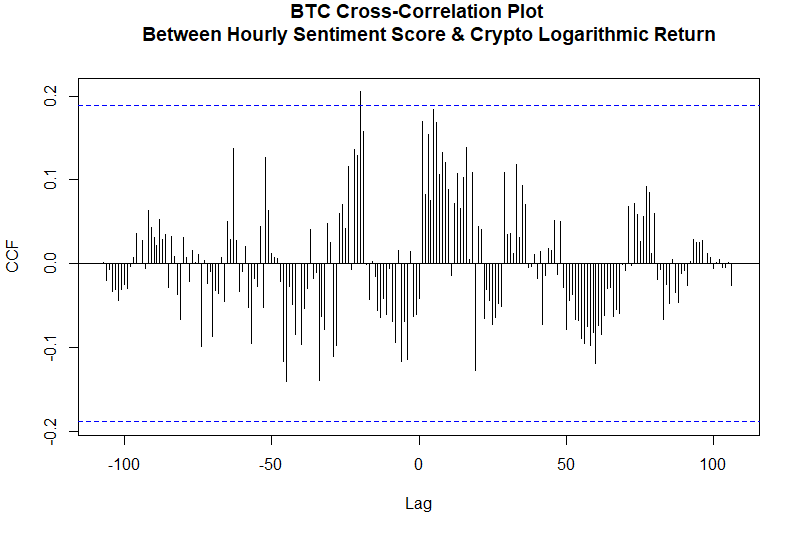 BTC Cross-Correlation Plot
Between Hourly Sentiment Score & Crypto Logarithmic Return
CCF
0.2
0.1
0.0
-0.1
-0.2
-100 -50 0 50 100
Lag